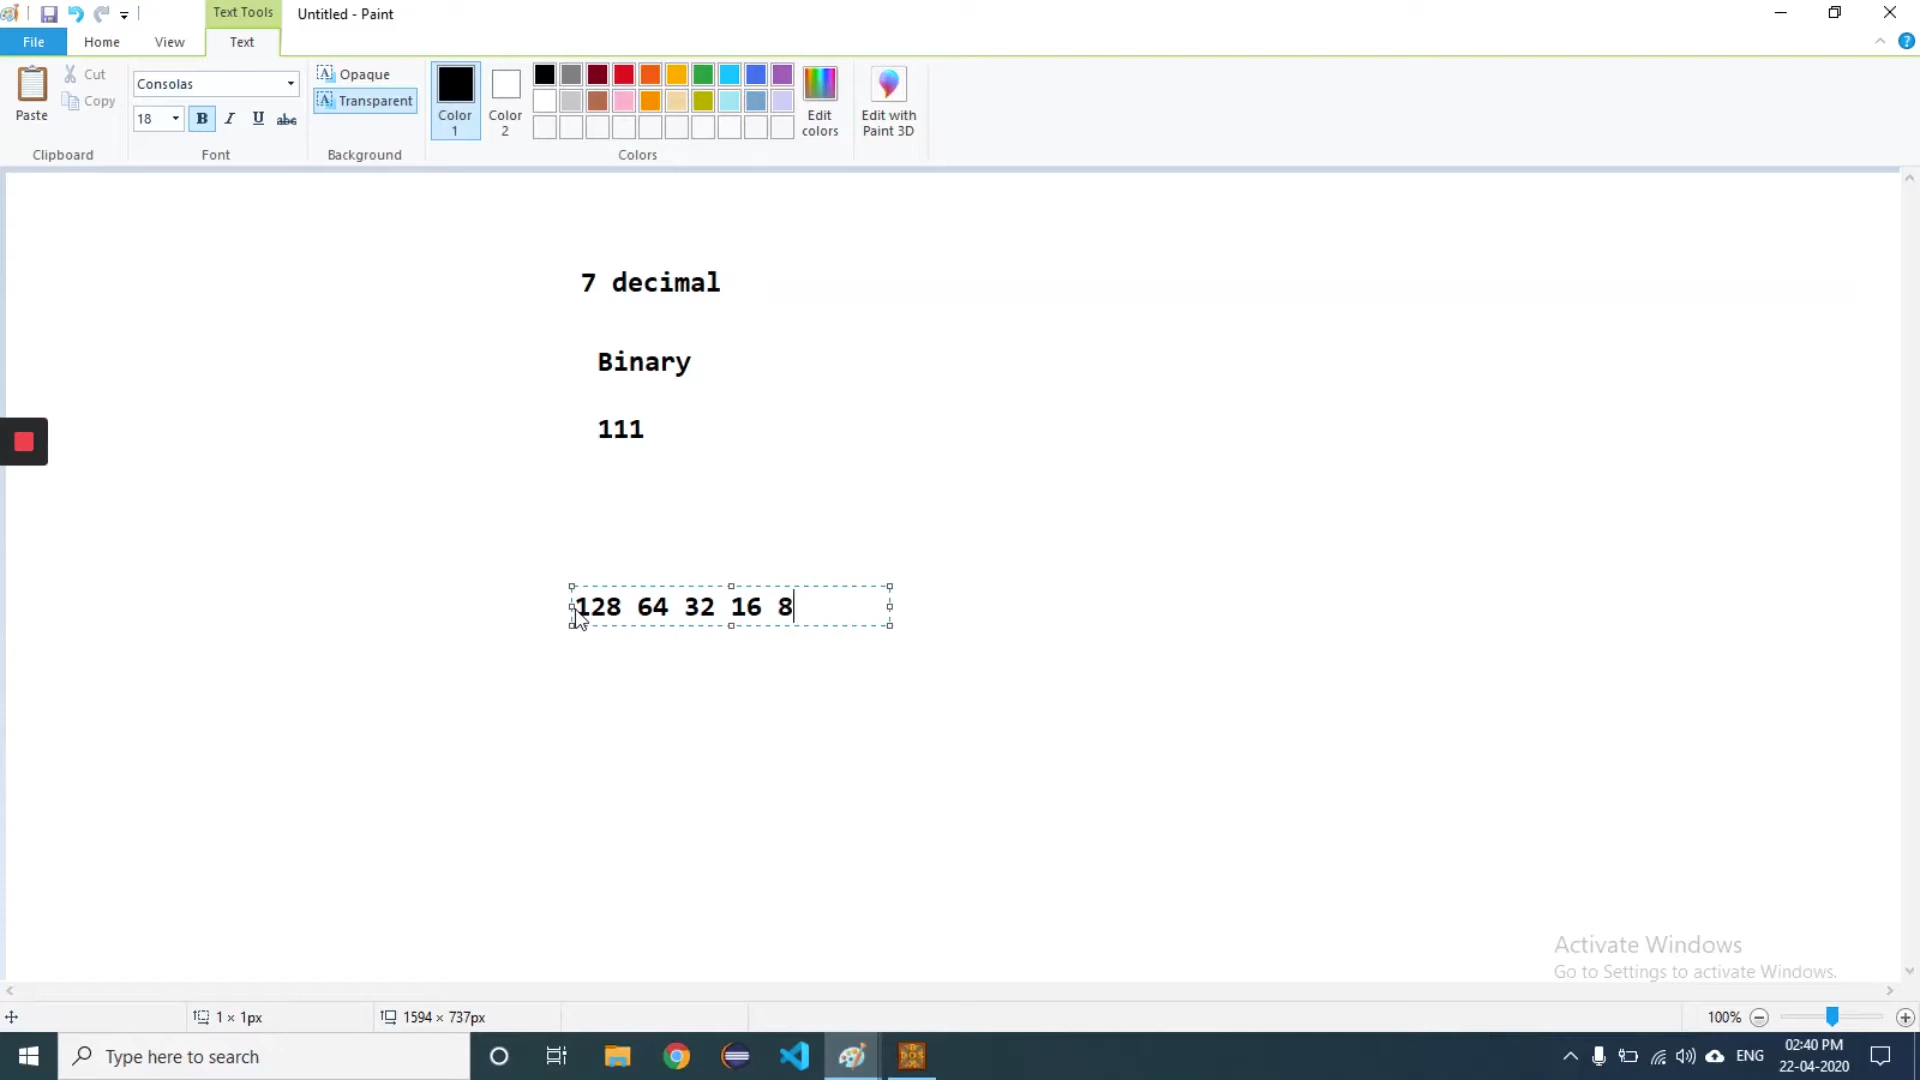 Text Tools
Untitled - Paint
File
Home
View
Text
Paste
Cut
Copy
Clipboard
Consolas
18
B
I
U
abc
Font
Opaque
Transparent
Background
Color 1
Color 2
Edit colors
Colors
Edit with Paint 3D
7 decimal
Binary
111
128 64 32 16 8
Activate Windows
Go to Settings to activate Windows.
1 × 1px
1594 × 737px
100%
Type here to search
DOS
ENG
02:40 PM
22-04-2020